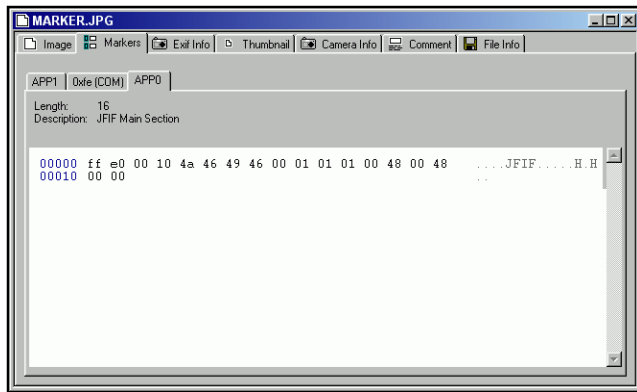 MARKER.JPG
Image Markers Exif Info Thumbnail Camera Info Comment File Info
APP1 0xfe (COM) APP0
Length: 16
Description: JFIF Main Section
00000 ff e0 00 10 4a 46 49 46 00 01 01 01 00 48 00 48 ....JFIF.....H.H
00010 00 00 ..